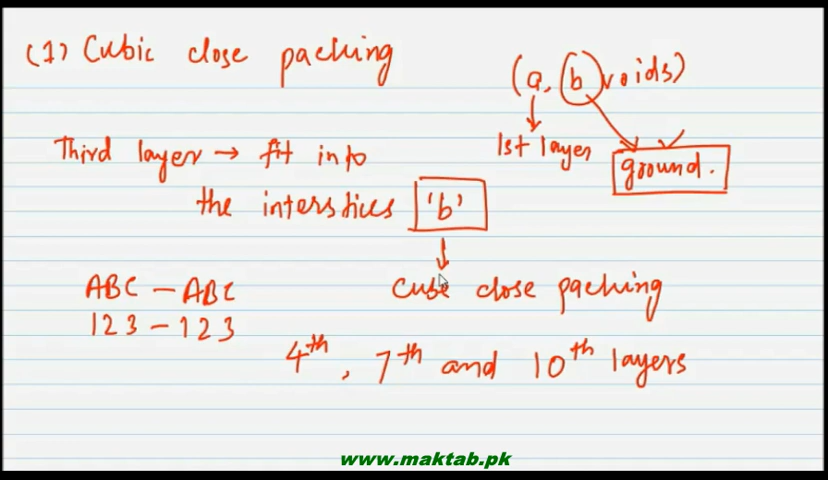 (1) Cubic close packing
(a, b voids)
1st layer
ground.
Third layer → fit into
the interstices 'b'
ABC - ABC
123 - 123
Cube close packing
4th, 7th and 10th layers
www.maktab.pk